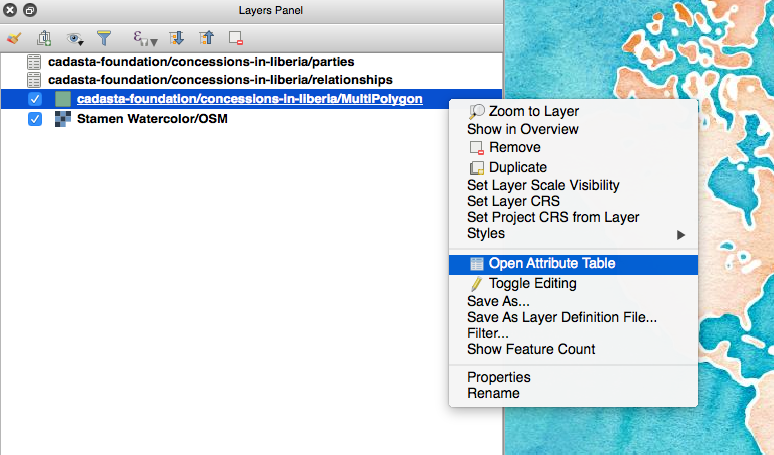 Layers Panel
cadasta-foundation/concessions-in-liberia/parties
cadasta-foundation/concessions-in-liberia/relationships
cadasta-foundation/concessions-in-liberia/MultiPolygon
Stamen Watercolor/OSM
Zoom to Layer
Show in Overview
Remove
Duplicate
Set Layer Scale Visibility
Set Layer CRS
Set Project CRS from Layer
Styles
Open Attribute Table
Toggle Editing
Save As...
Save As Layer Definition File...
Filter...
Show Feature Count
Properties
Rename